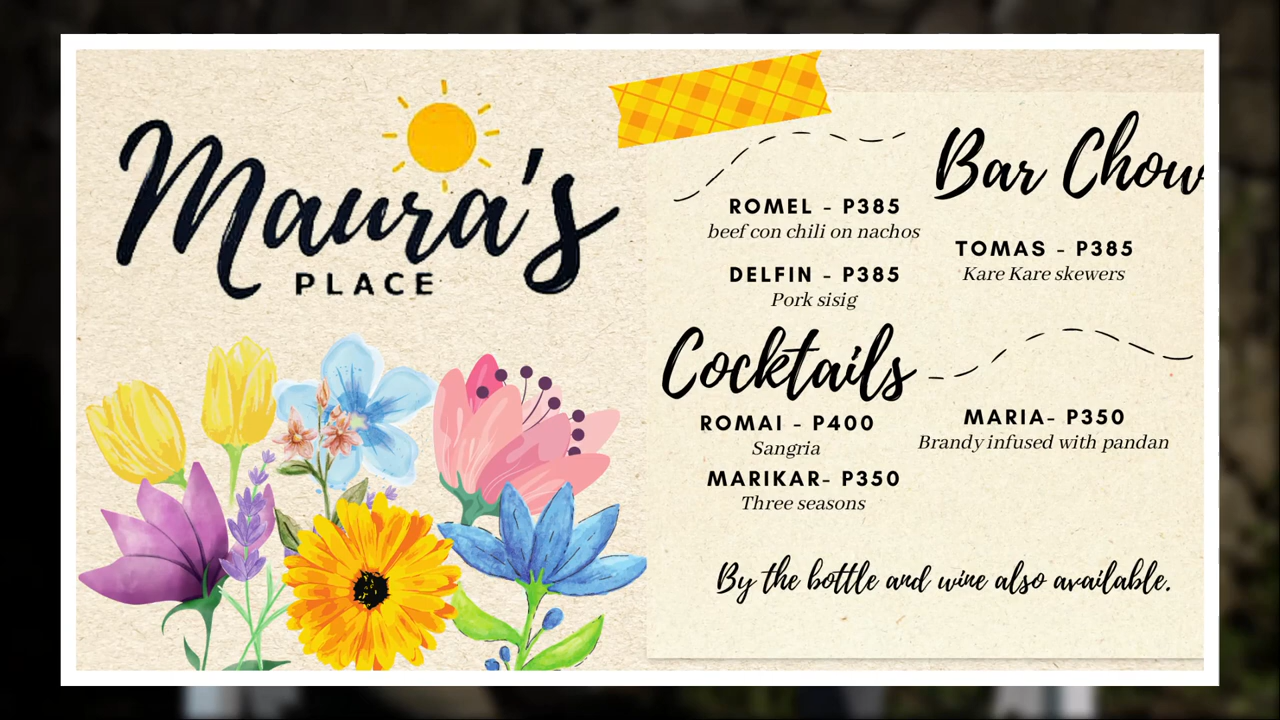 Maura's
PLACE
Bar Chow
ROMEL - P385
beef con chili on nachos
DELFIN - P385
Pork sisig
TOMAS - P385
Kare Kare skewers
Cocktails
ROMAI - P400
Sangria
MARIKAR- P350
Three seasons
MARIA- P350
Brandy infused with pandan
By the bottle and wine also available.